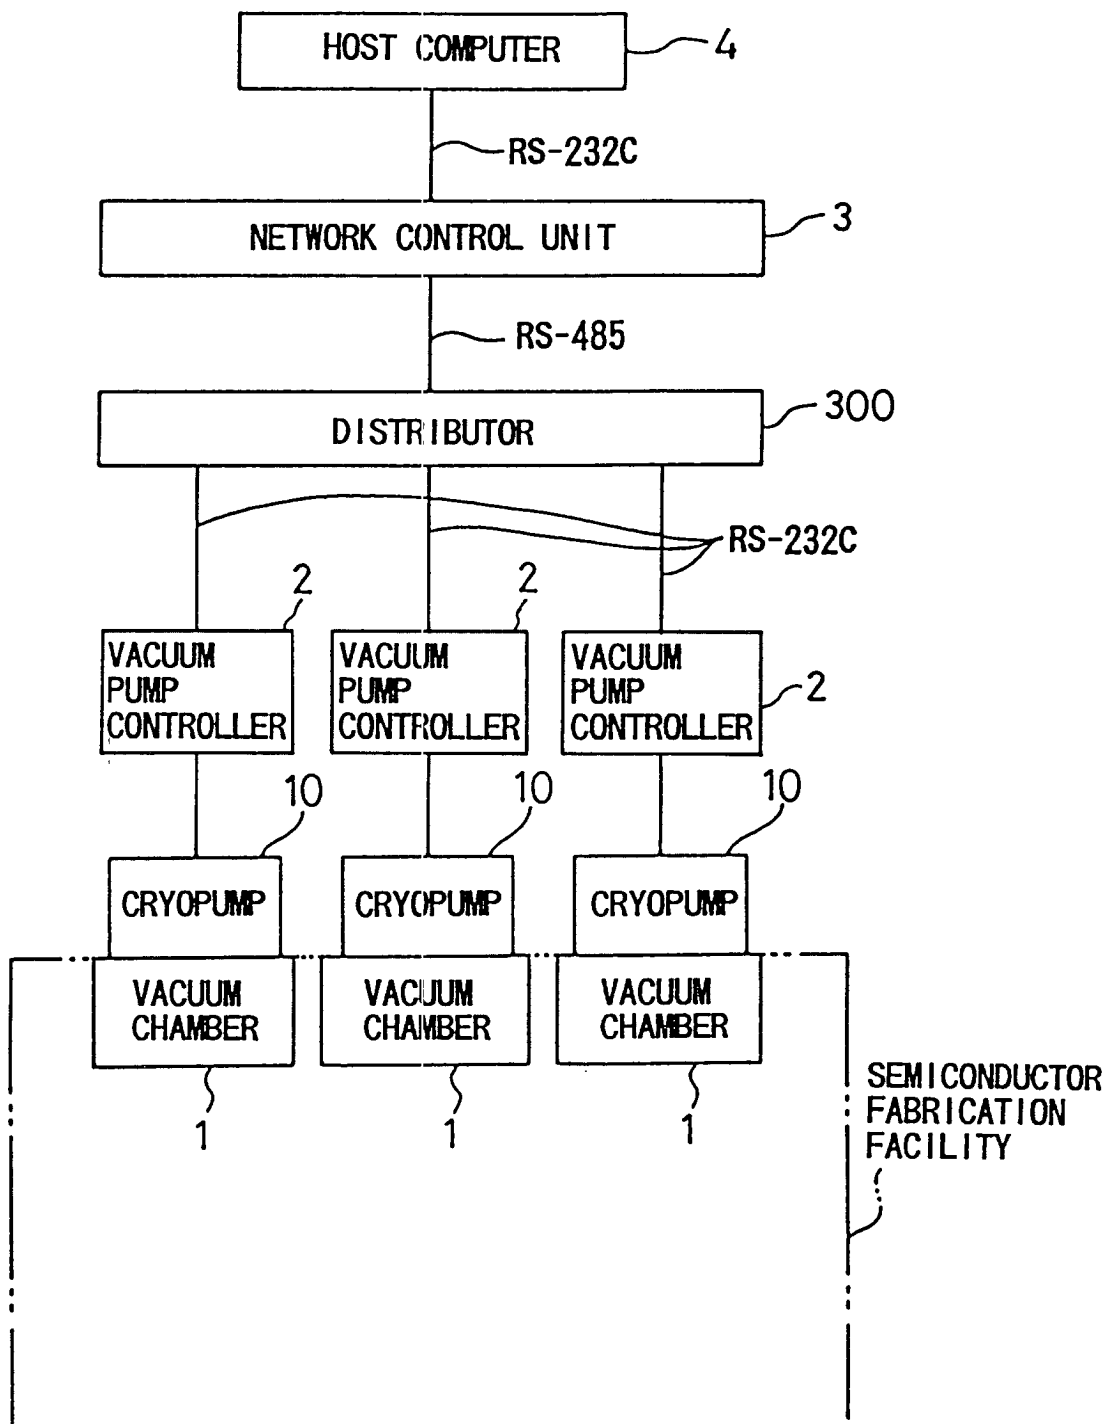 HOST COMPUTER
4
RS-232C
NETWORK CONTROL UNIT
3
RS-485
DISTRIBUTOR
300
RS-232C
2
2
VACUUM
PUMP
CONTROLLER
VACUUM
PUMP
CONTROLLER
VACUUM
PUMP
CONTROLLER
2
10
10
10
CRYOPUMP
CRYOPUMP
CRYOPUMP
VACUUM
CHAMBER
VACUUM
CHAMBER
VACUUM
CHAMBER
1
1
1
SEMICONDUCTOR
FABRICATION
FACILITY